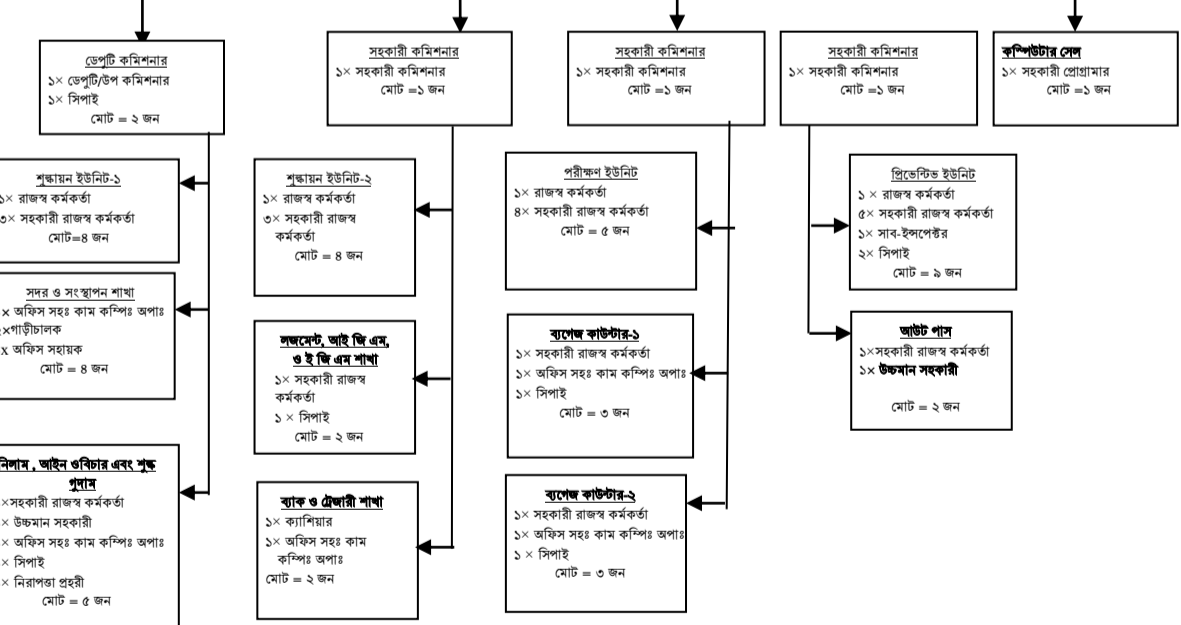 ডেপুটি কমিশনার
১× ডেপুটি/উপ কমিশনার
১× সিপাই
মোট = ২ জন
সহকারী কমিশনার
১× সহকারী কমিশনার
মোট =১ জন
সহকারী কমিশনার
১× সহকারী কমিশনার
মোট =১ জন
সহকারী কমিশনার
১× সহকারী কমিশনার
মোট =১ জন
কম্পিউটার সেল
১× সহকারী প্রোগ্রামার
মোট =১ জন
শুল্কায়ন ইউনিট-১
১× রাজস্ব কর্মকর্তা
৩× সহকারী রাজস্ব কর্মকর্তা
মোট=৪ জন
শুল্কায়ন ইউনিট-২
১× রাজস্ব কর্মকর্তা
৩× সহকারী রাজস্ব
কর্মকর্তা
মোট = ৪ জন
পরীক্ষণ ইউনিট
১× রাজস্ব কর্মকর্তা
৪× সহকারী রাজস্ব কর্মকর্তা
মোট = ৫ জন
প্রিভেন্টিভ ইউনিট
১ × রাজস্ব কর্মকর্তা
৫× সহকারী রাজস্ব কর্মকর্তা
১× সাব-ইন্সপেক্টর
২× সিপাই
মোট = ৯ জন
সদর ও সংস্থাপন শাখা
× অফিস সহঃ কাম কম্পিঃ অপাঃ
×গাড়ীচালক
x অফিস সহায়ক
মোট = ৪ জন
লজমেন্ট, আই জি এম,
ও ই জি এম শাখা
১× সহকারী রাজস্ব
কর্মকর্তা
১ × সিপাই
মোট = ২ জন
ব্যগেজ কাউন্টার-১
১× সহকারী রাজস্ব কর্মকর্তা
১× অফিস সহঃ কাম কম্পিঃ অপাঃ
১× সিপাই
মোট = ৩ জন
আউট পাস
১×সহকারী রাজস্ব কর্মকর্তা
১× উচ্চমান সহকারী
মোট = ২ জন
নিলাম , আইন ওবিচার এবং শুল্ক
গুদাম
×সহকারী রাজস্ব কর্মকর্তা
× উচ্চমান সহকারী
× অফিস সহঃ কাম কম্পিঃ অপাঃ
× সিপাই
× নিরাপত্তা প্রহরী
মোট = ৫ জন
ব্যাক ও ট্রেজারী শাখা
১× ক্যাশিয়ার
১× অফিস সহঃ কাম
কম্পিঃ অপাঃ
মোট = ২ জন
ব্যগেজ কাউন্টার-২
১× সহকারী রাজস্ব কর্মকর্তা
১× অফিস সহঃ কাম কম্পিঃ অপাঃ
১ × সিপাই
মোট = ৩ জন